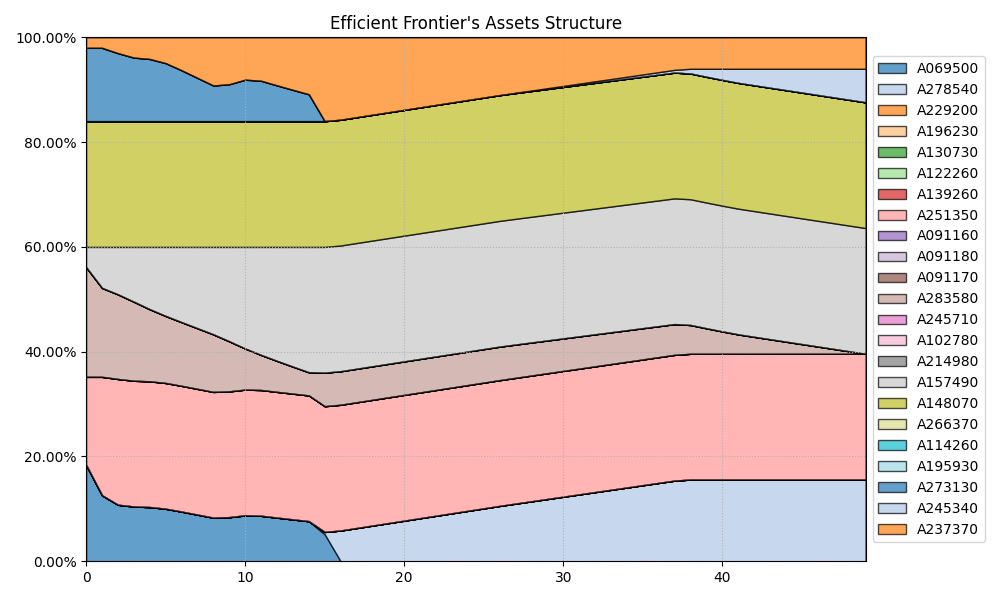 Efficient Frontier's Assets Structure
100.00%
80.00%
60.00%
40.00%
20.00%
0.00%
0
10
20
30
40
A069500
A278540
A229200
A196230
A130730
A122260
A139260
A251350
A091160
A091180
A091170
A283580
A245710
A102780
A214980
A157490
A148070
A266370
A114260
A195930
A273130
A245340
A237370